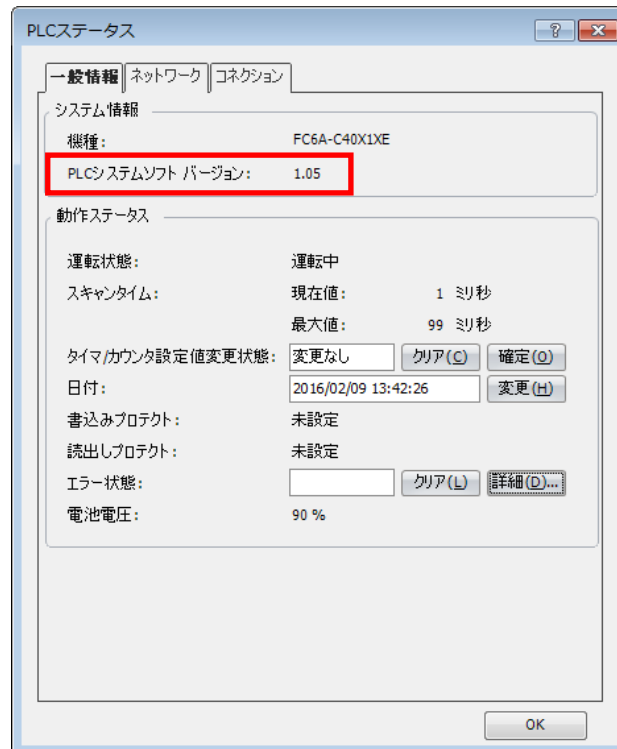 PLCステータス
一般情報 ネットワーク コネクション
システム情報
機種: FC6A-C40X1XE
PLCシステムソフト バージョン: 1.05
動作ステータス
運転状態: 運転中
スキャンタイム: 現在値: 1 ミリ秒
最大値: 99 ミリ秒
タイマ/カウンタ設定値変更状態: 変更なし クリア(C) 確定(O)
日付: 2016/02/09 13:42:26 変更(H)
書込みプロテクト: 未設定
読出しプロテクト: 未設定
エラー状態: クリア(L) 詳細(D)...
電池電圧: 90 %
OK